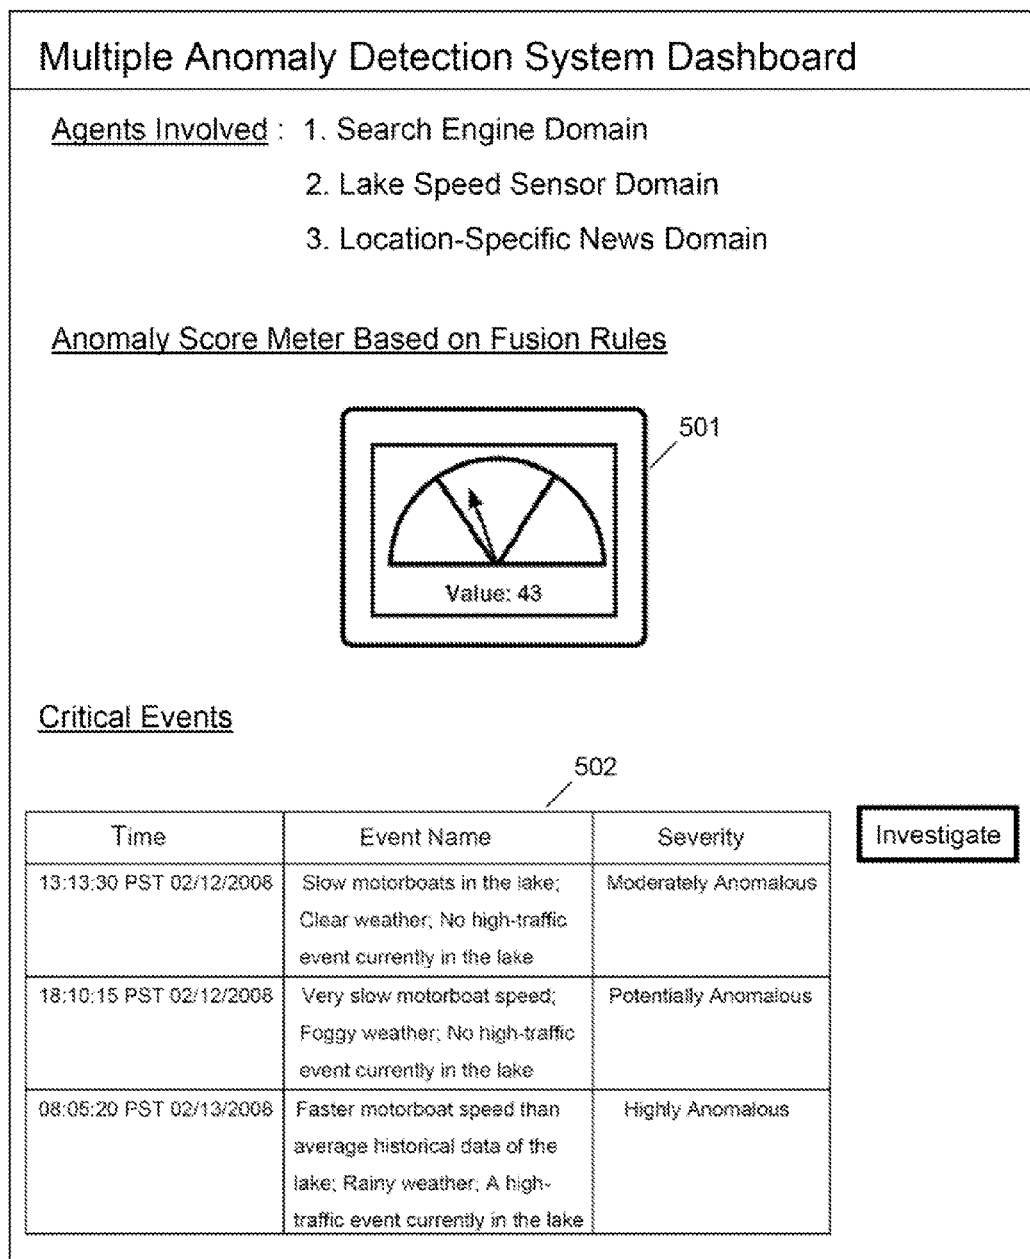 Multiple Anomaly Detection System Dashboard
Agents Involved : 1. Search Engine Domain
2. Lake Speed Sensor Domain
3. Location-Specific News Domain
Anomaly Score Meter Based on Fusion Rules
501
Value: 43
Critical Events
502
Time Event Name Severity
Investigate
13:13:30 PST 02/12/2008 Slow motorboats in the lake; Moderately Anomalous
Clear weather; No high-traffic
event currently in the lake
18:10:15 PST 02/12/2008 Very slow motorboat speed; Potentially Anomalous
Foggy weather; No high-traffic
event currently in the lake
08:05:20 PST 02/13/2008 Faster motorboat speed than Highly Anomalous
average historical data of the
lake; Rainy weather; A high-
traffic event currently in the lake